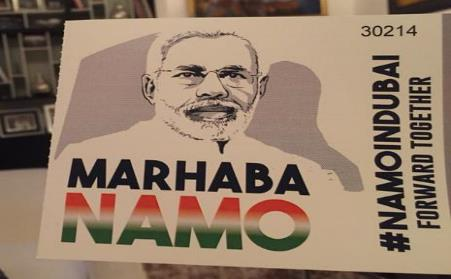 30214
MARHABA
NAMO
#NAMOINDUBAI
FORWARD TOGETHER